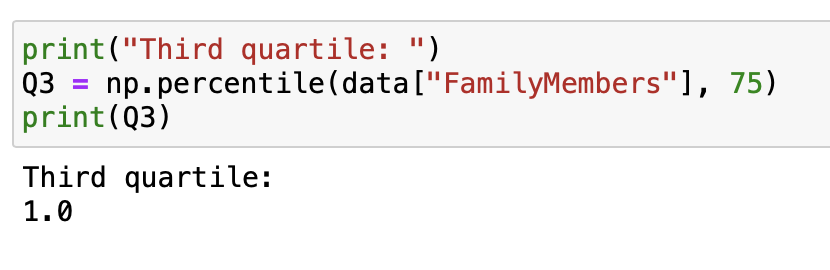 print("Third quartile: ")
Q3 = np.percentile(data["FamilyMembers"], 75)
print(Q3)
Third quartile:
1.0